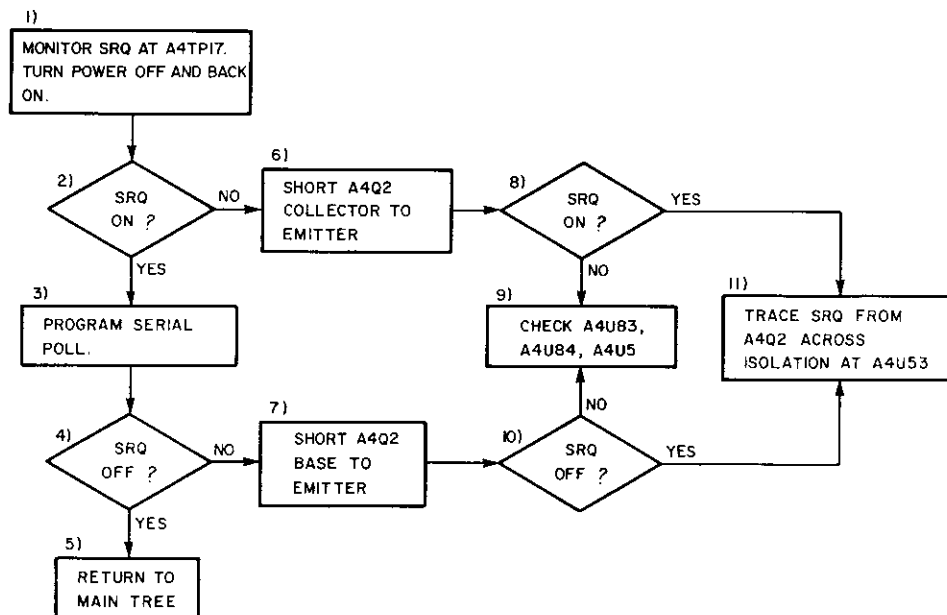 1)
MONITOR SRQ AT A4TP17.
TURN POWER OFF AND BACK
ON.
2)
SRQ
ON ?
NO
YES
6)
SHORT A4Q2
COLLECTOR TO
EMITTER
8)
SRQ
ON ?
YES
NO
3)
PROGRAM SERIAL
POLL.
9)
CHECK A4U83,
A4U84, A4U5
11)
TRACE SRQ FROM
A4Q2 ACROSS
ISOLATION AT A4U53
4)
SRQ
OFF ?
NO
YES
7)
SHORT A4Q2
BASE TO
EMITTER
10)
SRQ
OFF ?
NO
YES
5)
RETURN TO
MAIN TREE